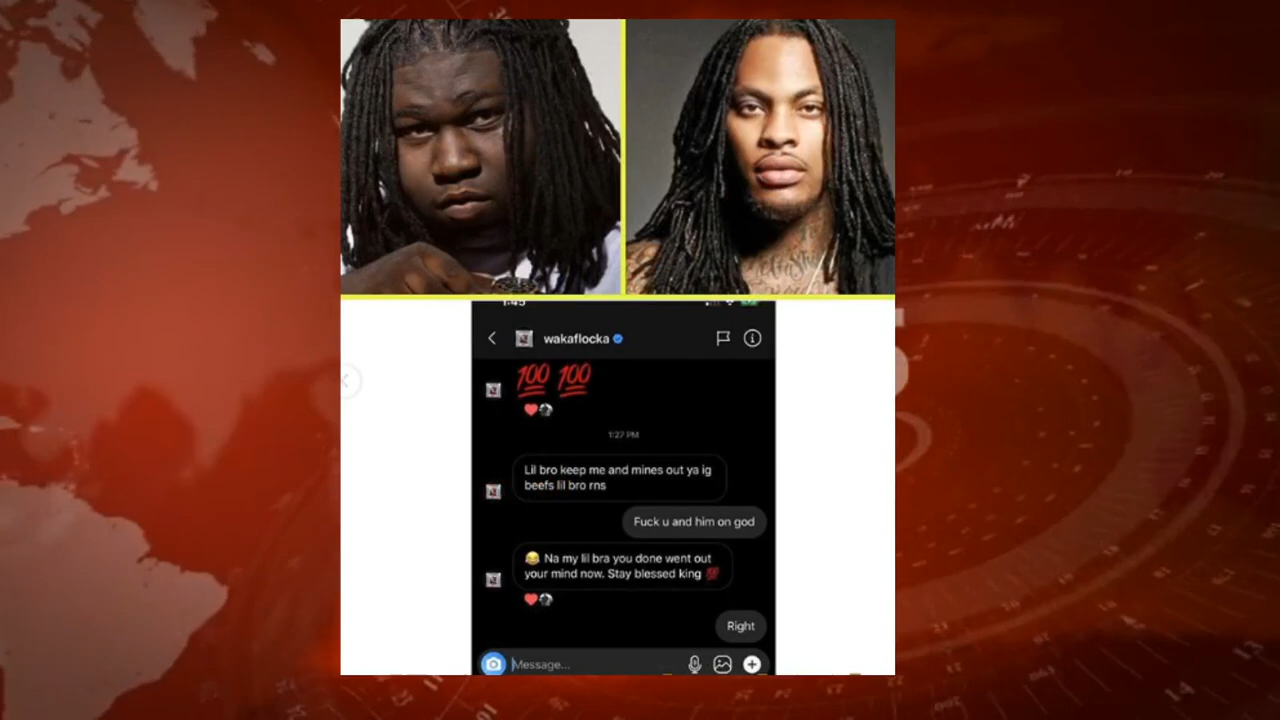 1:45
wakaflocka
💯 💯
1:27 PM
Lil bro keep me and mines out ya ig
beefs lil bro rns
Fuck u and him on god
😂 Na my lil bra you done went out
your mind now. Stay blessed king 💯
Right
Message...